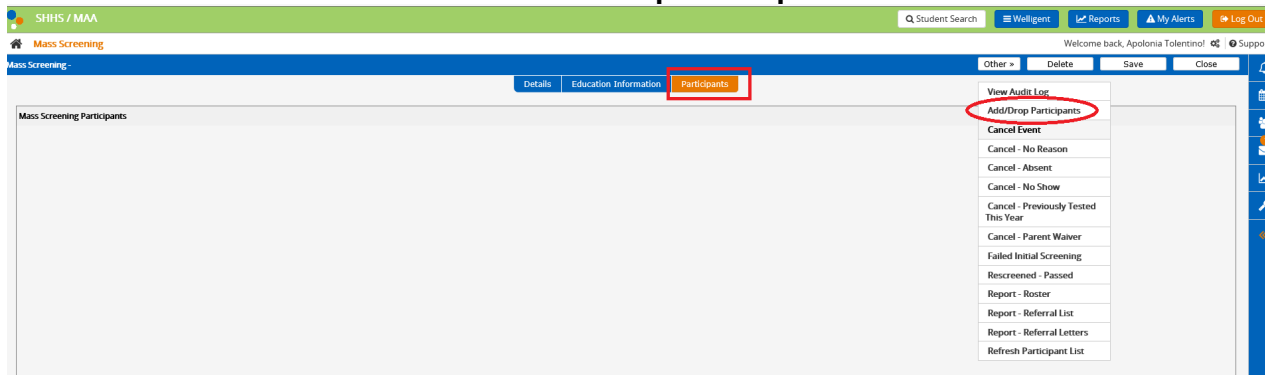 SHHS / MAA
Student Search
Welligent
Reports
My Alerts
Log Out
Mass Screening
Welcome back, Apolonia Tolentino!
Suppo
Mass Screening -
Other »
Delete
Save
Close
Details
Education Information
Participants
Mass Screening Participants
View Audit Log
Add/Drop Participants
Cancel Event
Cancel - No Reason
Cancel - Absent
Cancel - No Show
Cancel - Previously Tested
This Year
Cancel - Parent Waiver
Failed Initial Screening
Rescreened - Passed
Report - Roster
Report - Referral List
Report - Referral Letters
Refresh Participant List